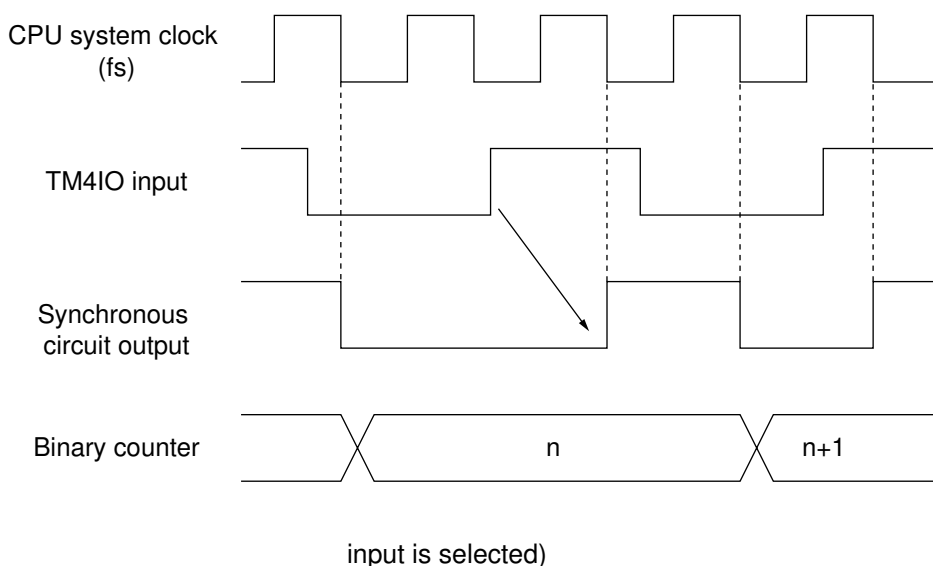 CPU system clock
(fs)
TM4IO input
Synchronous
circuit output
Binary counter
n
n+1
input is selected)